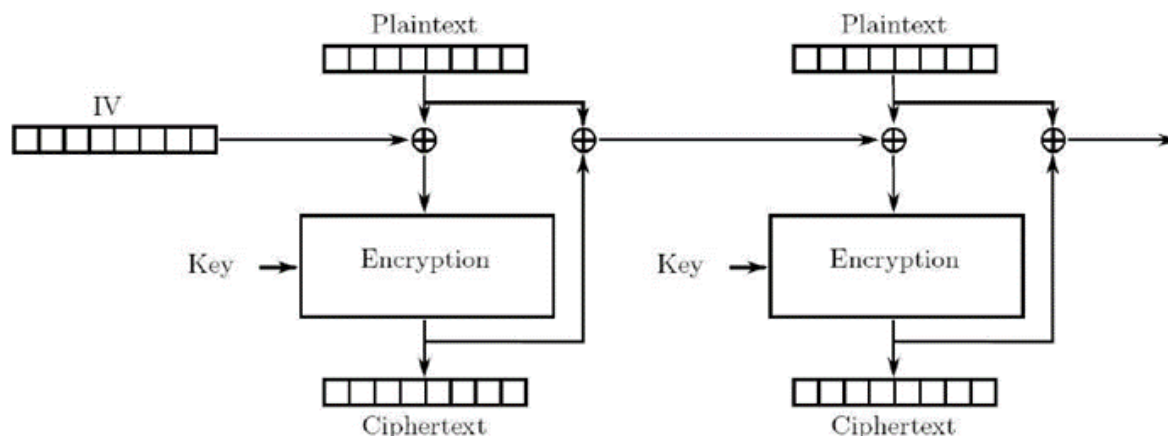 Plaintext
Plaintext
IV
Key
Encryption
Key
Encryption
Ciphertext
Ciphertext